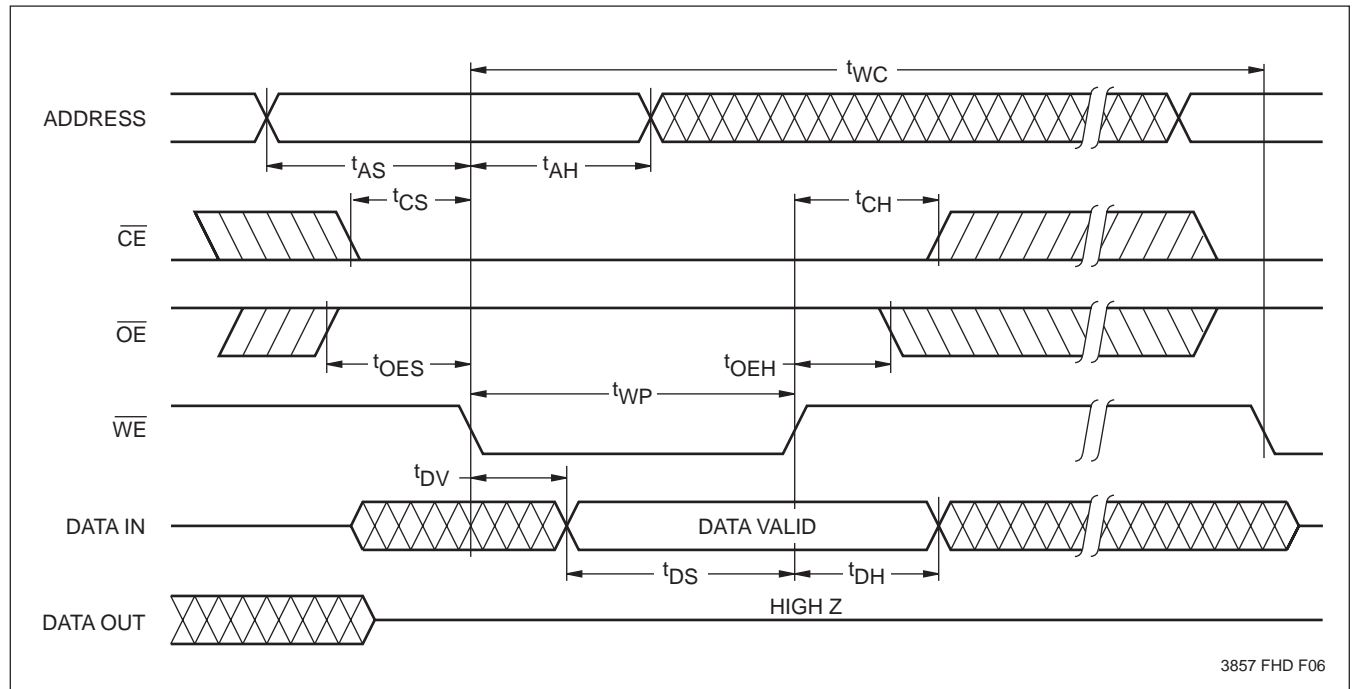 tWC
ADDRESS
tAS
tAH
tCS
tCH
CE
OE
tOES
tOEH
tWP
WE
tDV
DATA IN
DATA VALID
tDS
tDH
HIGH Z
DATA OUT
3857 FHD F06